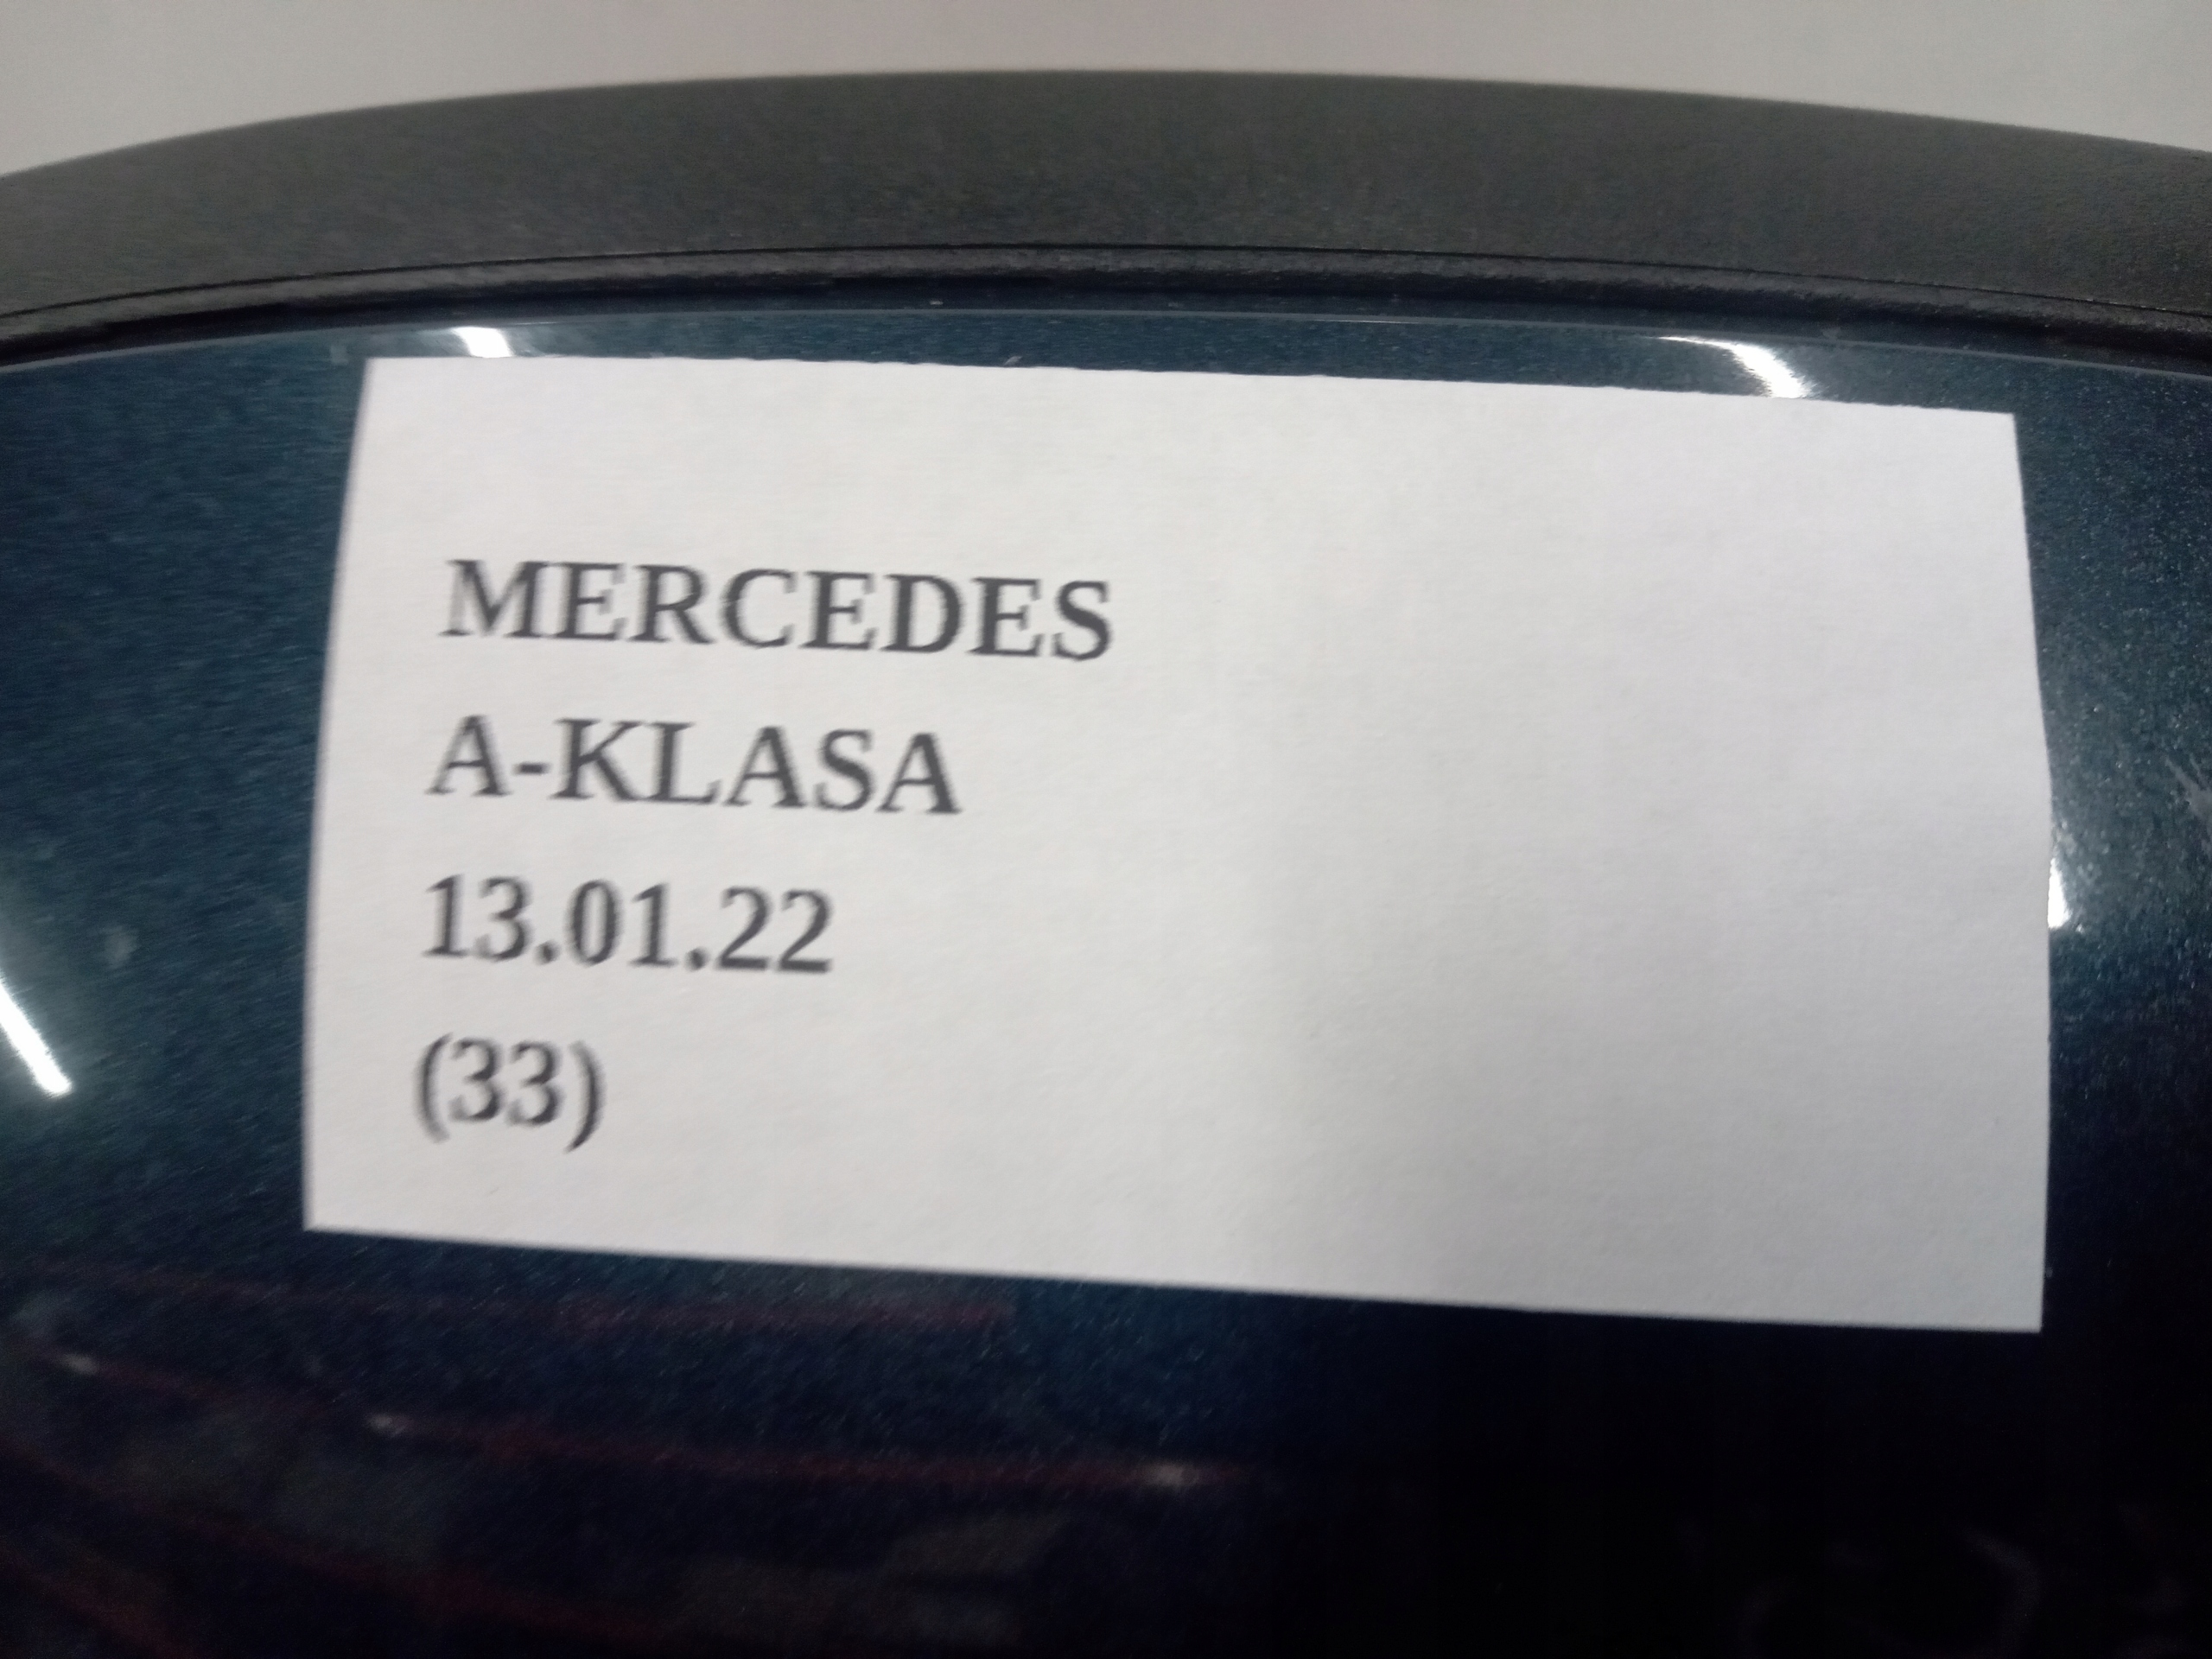 MERCEDES
A-KLASA
13.01.22
(33)